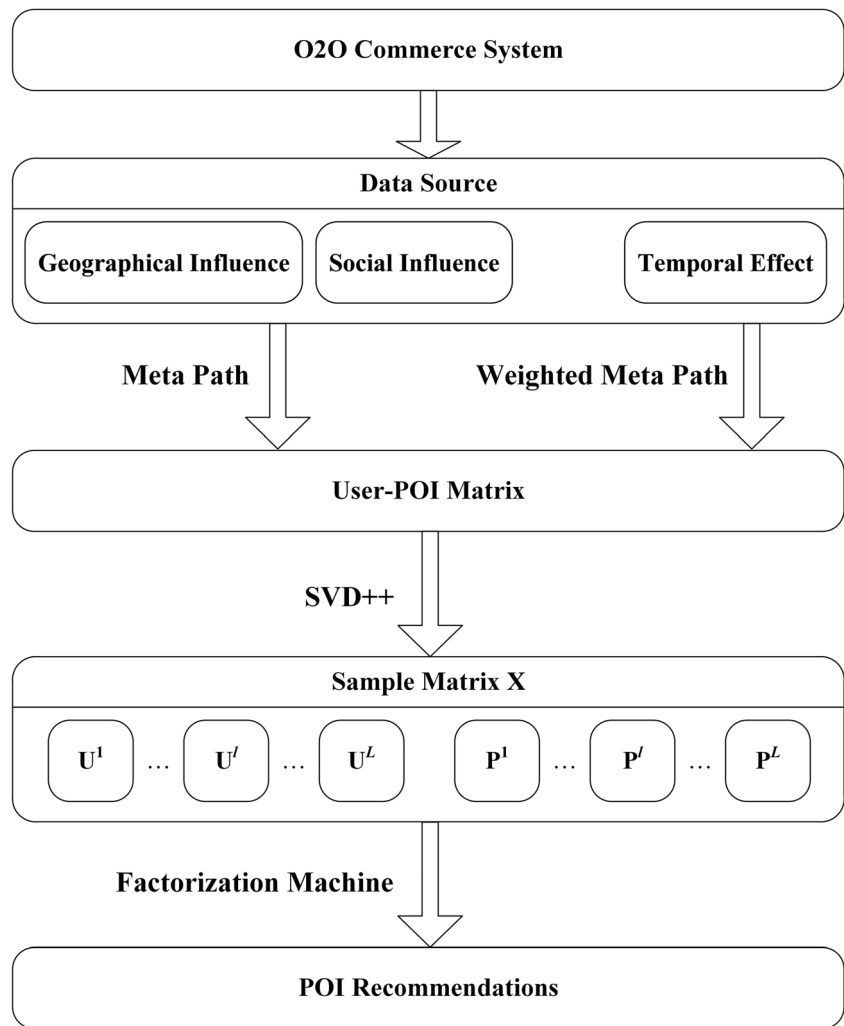 O2O Commerce System
Data Source
Geographical Influence Social Influence Temporal Effect
Meta Path Weighted Meta Path
User-POI Matrix
SVD++
Sample Matrix X
U¹ … Uˡ … Uᴸ P¹ … Pˡ … Pᴸ
Factorization Machine
POI Recommendations